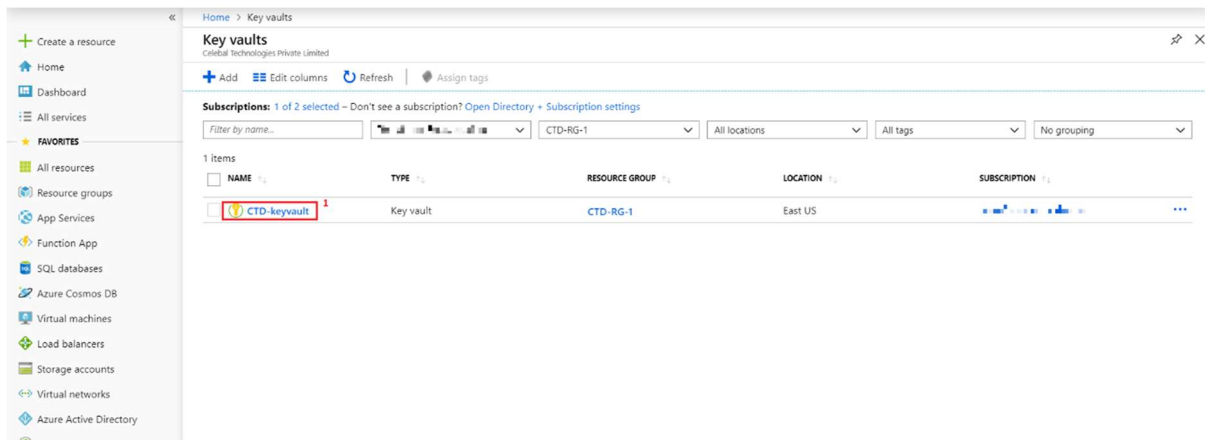 «
Create a resource
Home
Dashboard
All services
FAVORITES
All resources
Resource groups
App Services
Function App
SQL databases
Azure Cosmos DB
Virtual machines
Load balancers
Storage accounts
Virtual networks
Azure Active Directory
Home > Key vaults
Key vaults
Celebal Technologies Private Limited
Add Edit columns Refresh Assign tags
Subscriptions: 1 of 2 selected – Don't see a subscription? Open Directory + Subscription settings
Filter by name... CTD-RG-1 All locations All tags No grouping
1 items
NAME TYPE RESOURCE GROUP LOCATION SUBSCRIPTION
CTD-keyvault 1 Key vault CTD-RG-1 East US